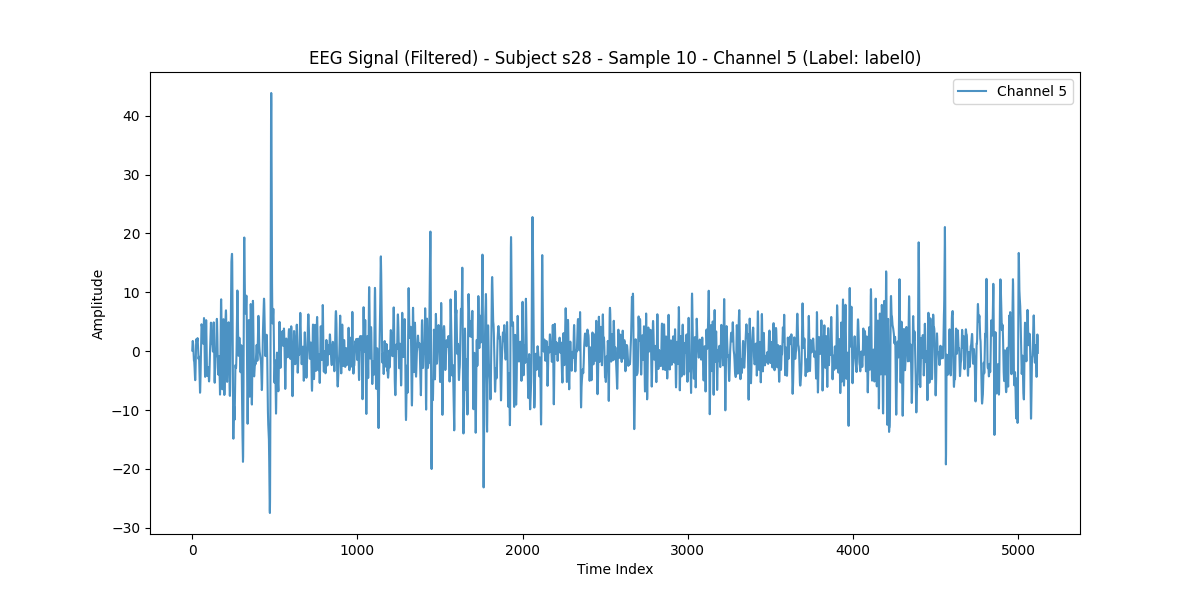 EEG Signal (Filtered) - Subject s28 - Sample 10 - Channel 5 (Label: label0)
Channel 5
40
30
20
10
0
−10
−20
−30
Amplitude
0 1000 2000 3000 4000 5000
Time Index